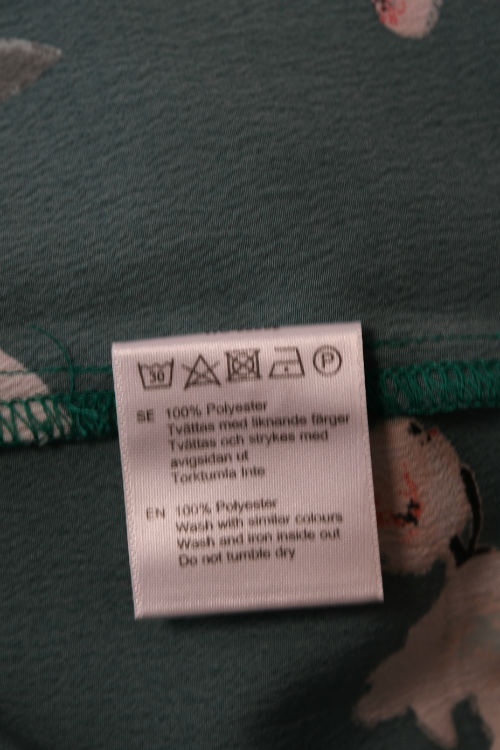 30 P
SE 100% Polyester
Tvättas med liknande färger
Tvättas och strykes med
avigsidan ut
Torktumla Inte
EN 100% Polyester
Wash with similar colours
Wash and iron inside out
Do not tumble dry